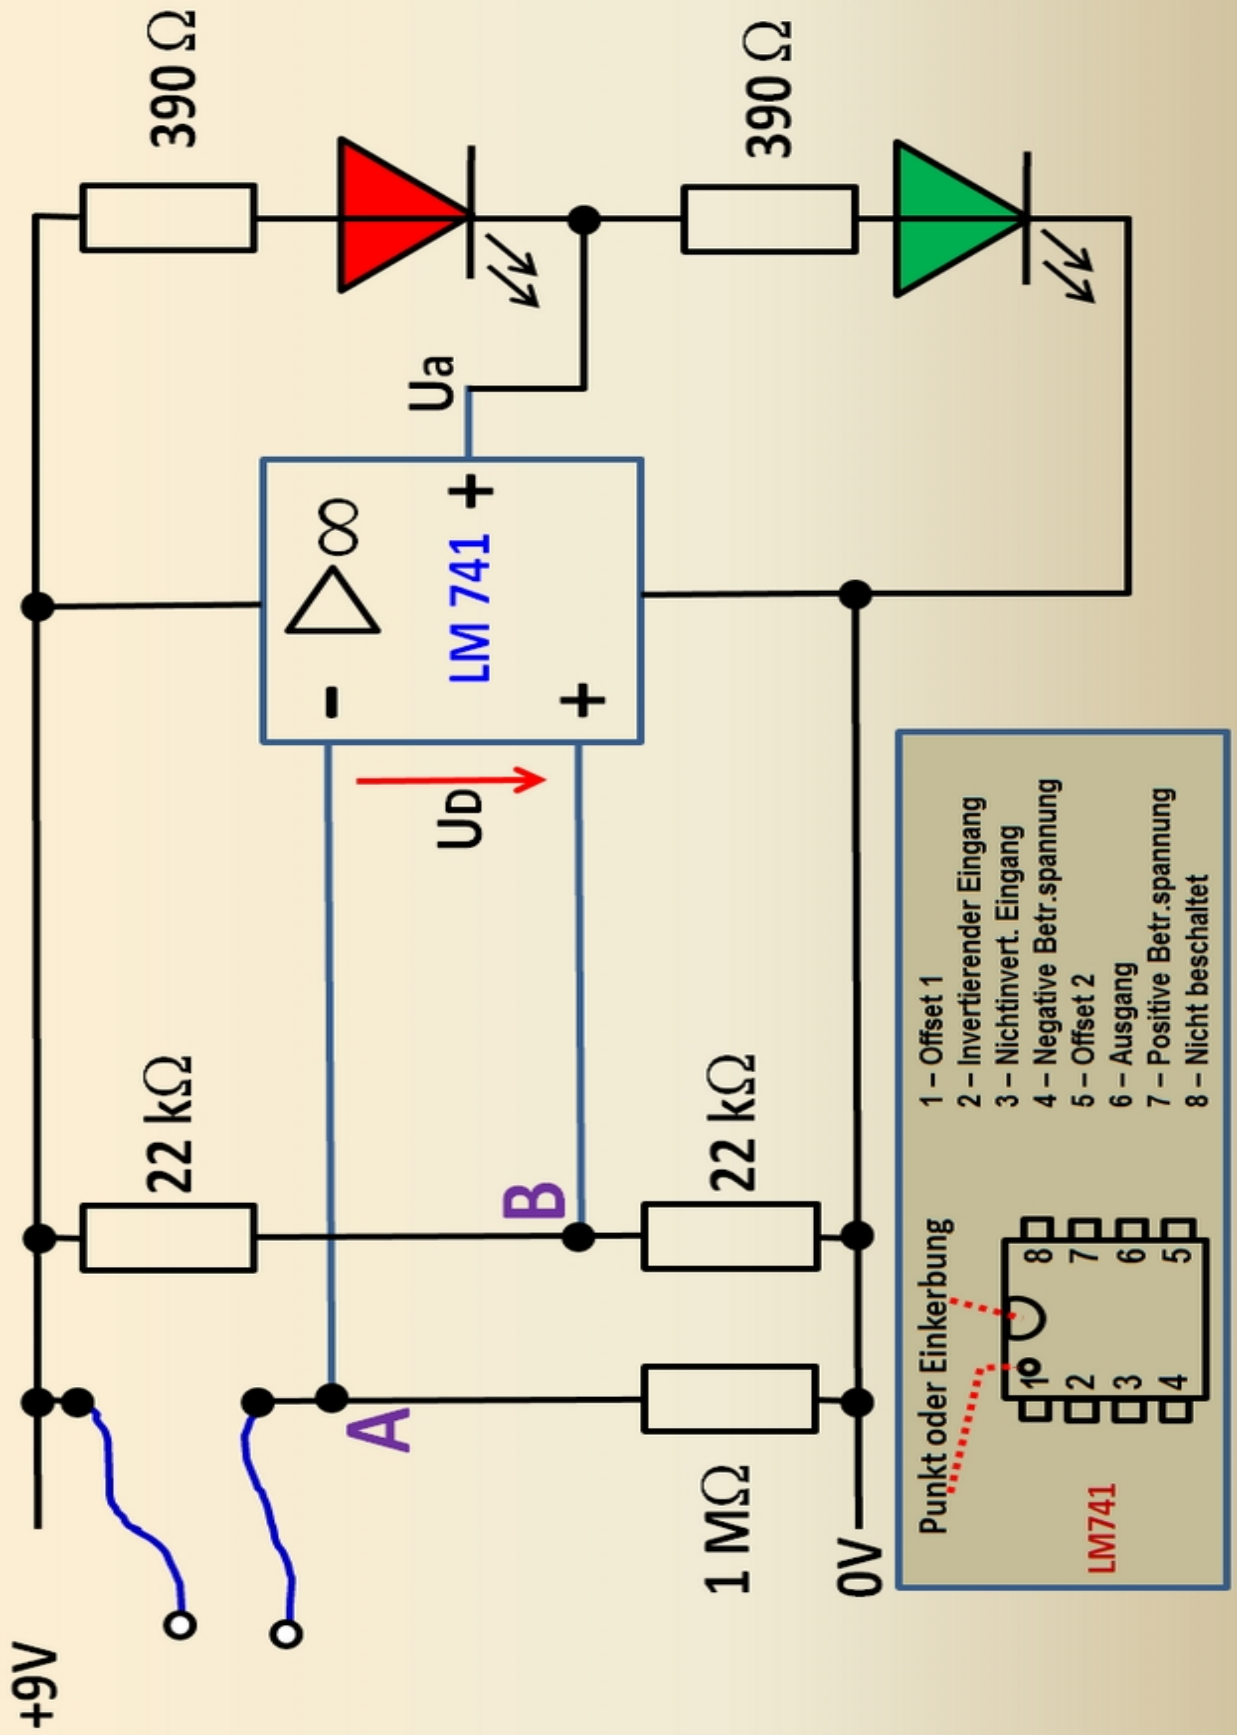 +9V
390 Ω
22 kΩ
A
B
UD
-
▷∞
LM 741
+
+
Ua
390 Ω
1 MΩ
22 kΩ
0V
Punkt oder Einkerbung
LM741
1
2
3
4
8
7
6
5
1 – Offset 1
2 – Invertierender Eingang
3 – Nichtinvert. Eingang
4 – Negative Betr.spannung
5 – Offset 2
6 – Ausgang
7 – Positive Betr.spannung
8 – Nicht beschaltet